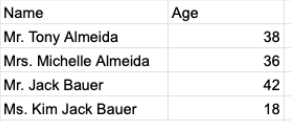 Name Age
Mr. Tony Almeida 38
Mrs. Michelle Almeida 36
Mr. Jack Bauer 42
Ms. Kim Jack Bauer 18